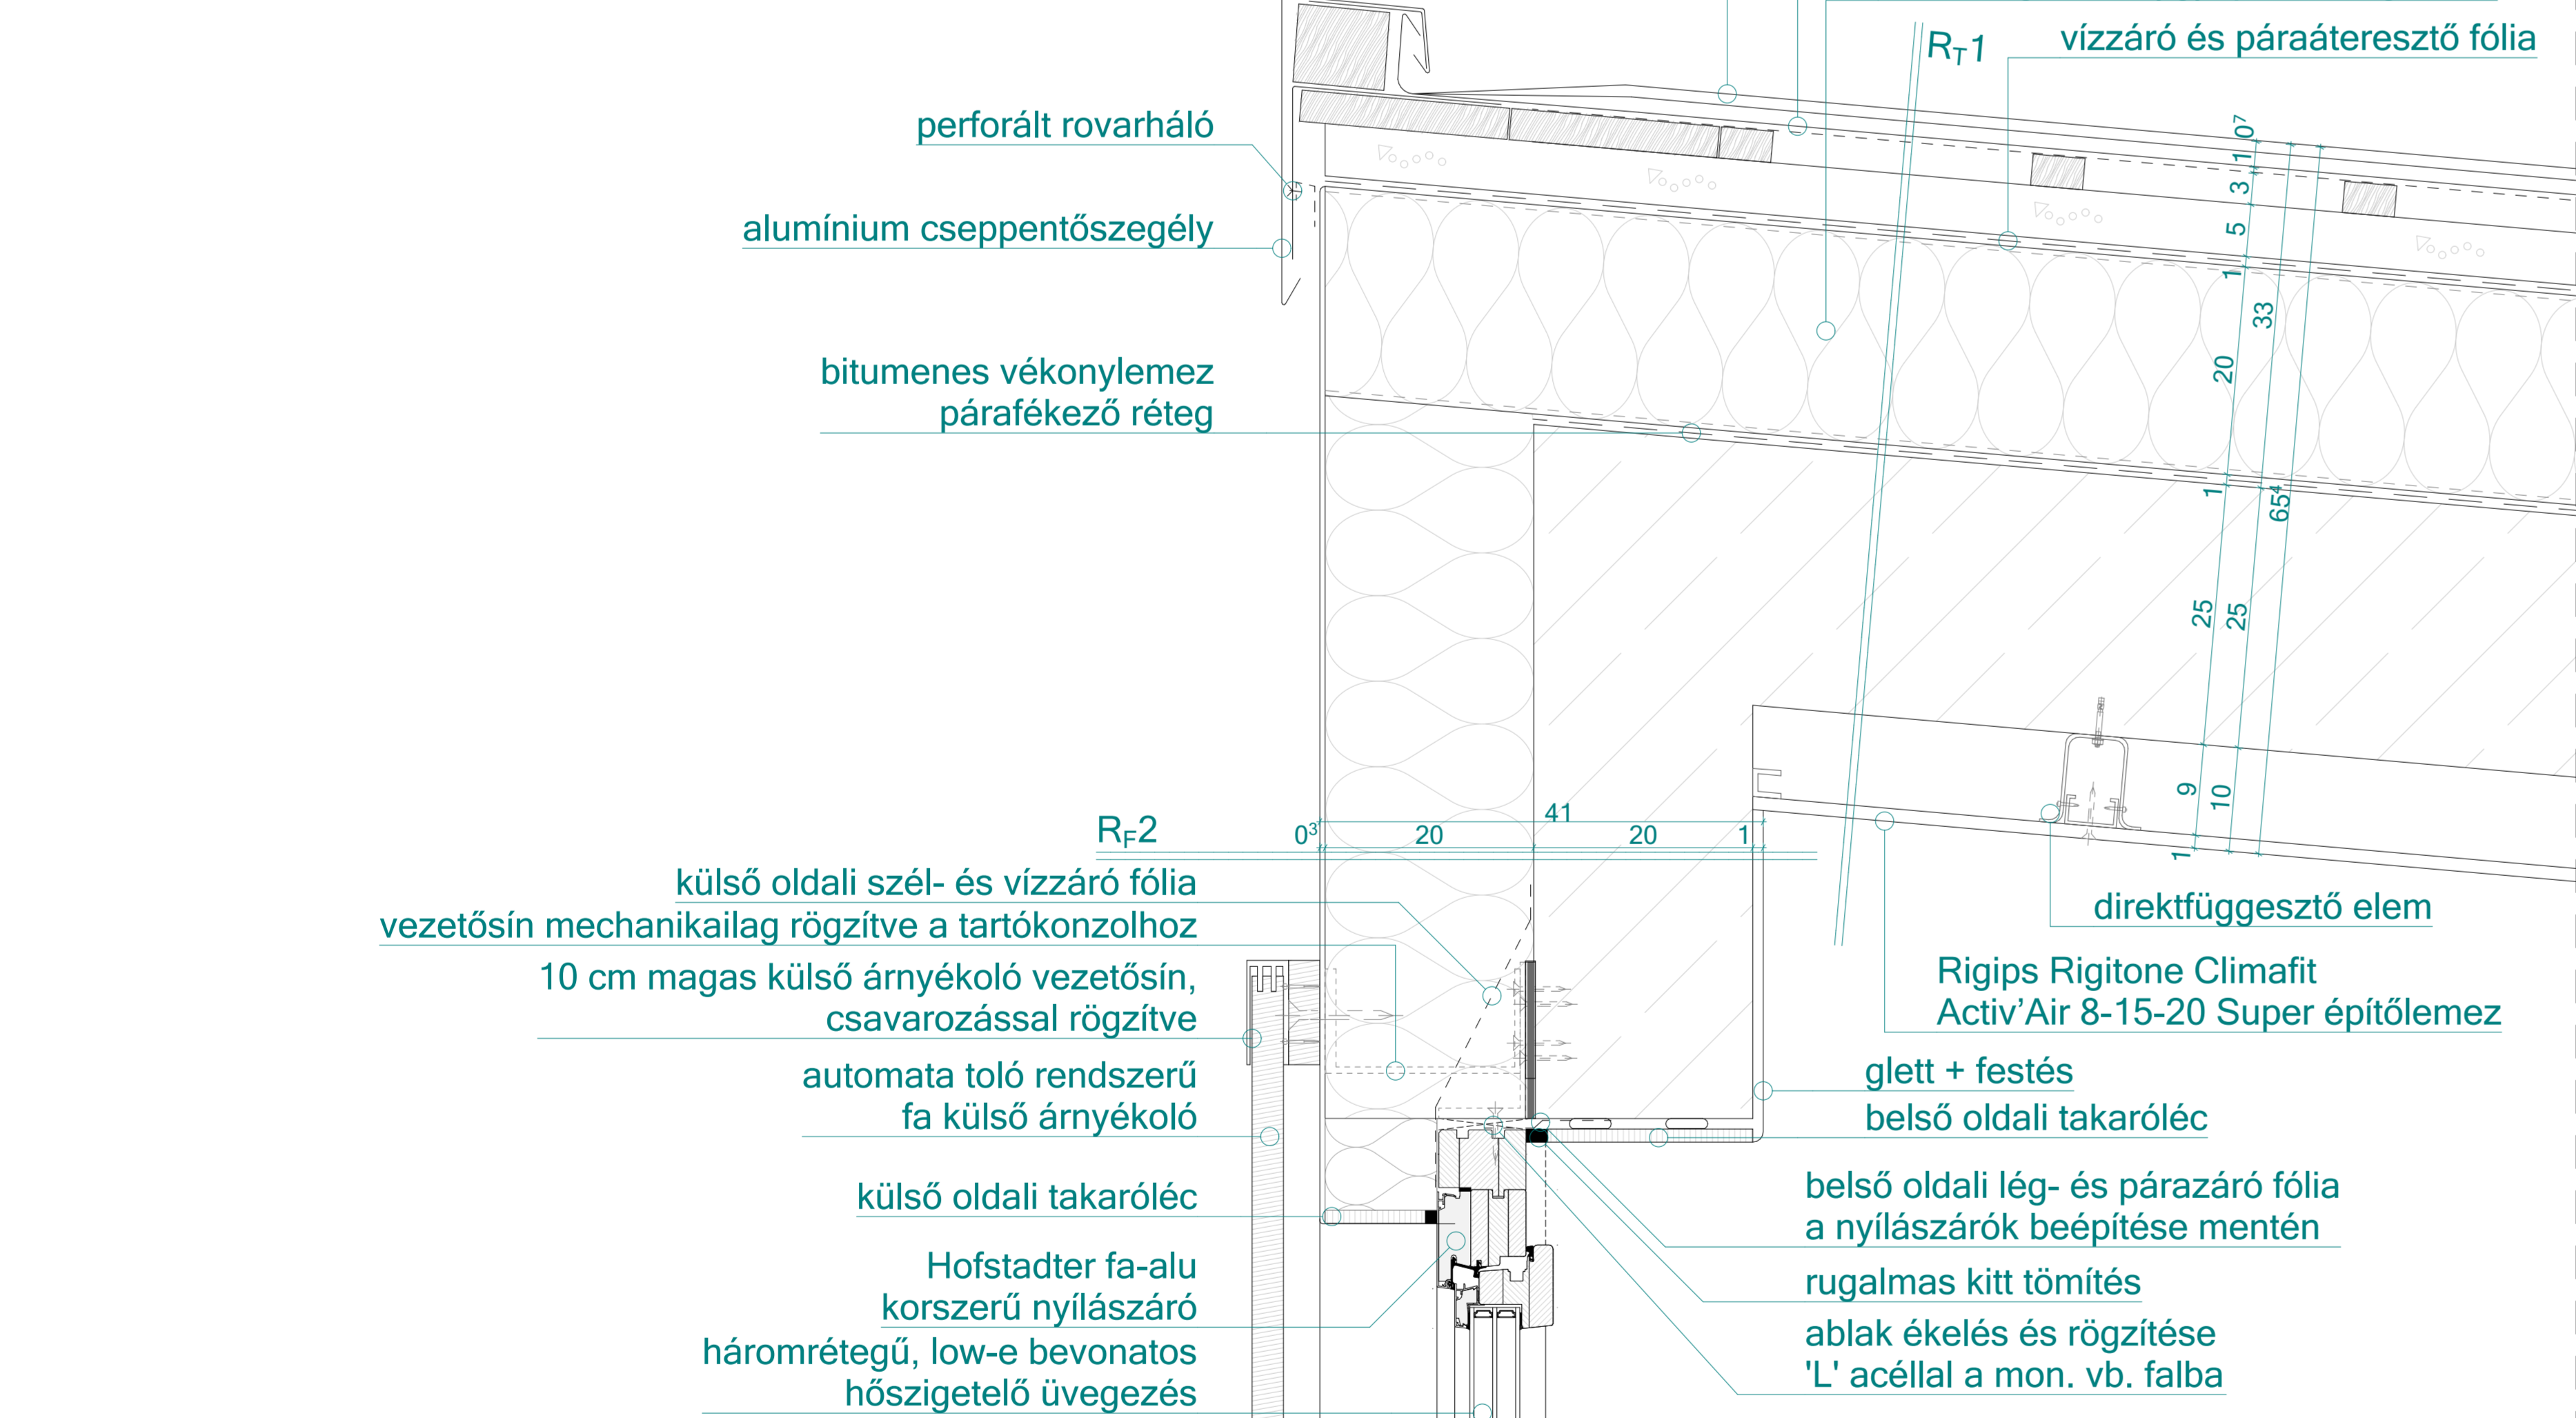 R_T1
vízzáró és páraáteresztő fólia
perforált rovarháló
alumínium cseppentőszegély
bitumenes vékonylemez
párafékező réteg
0⁷
1
3
5
1
33
20
1
65⁴
25
25
9
10
1
41
0³
20
20
1
R_F2
külső oldali szél- és vízzáró fólia
vezetősín mechanikailag rögzítve a tartókonzolhoz
10 cm magas külső árnyékoló vezetősín,
csavarozással rögzítve
automata toló rendszerű
fa külső árnyékoló
külső oldali takaróléc
Hofstadter fa-alu
korszerű nyílászáró
háromrétegű, low-e bevonatos
hőszigetelő üvegezés
direktfüggesztő elem
Rigips Rigitone Climafit
Activ’Air 8-15-20 Super építőlemez
glett + festés
belső oldali takaróléc
belső oldali lég- és párazáró fólia
a nyílászárók beépítése mentén
rugalmas kitt tömítés
ablak ékelés és rögzítése
'L' acéllal a mon. vb. falba